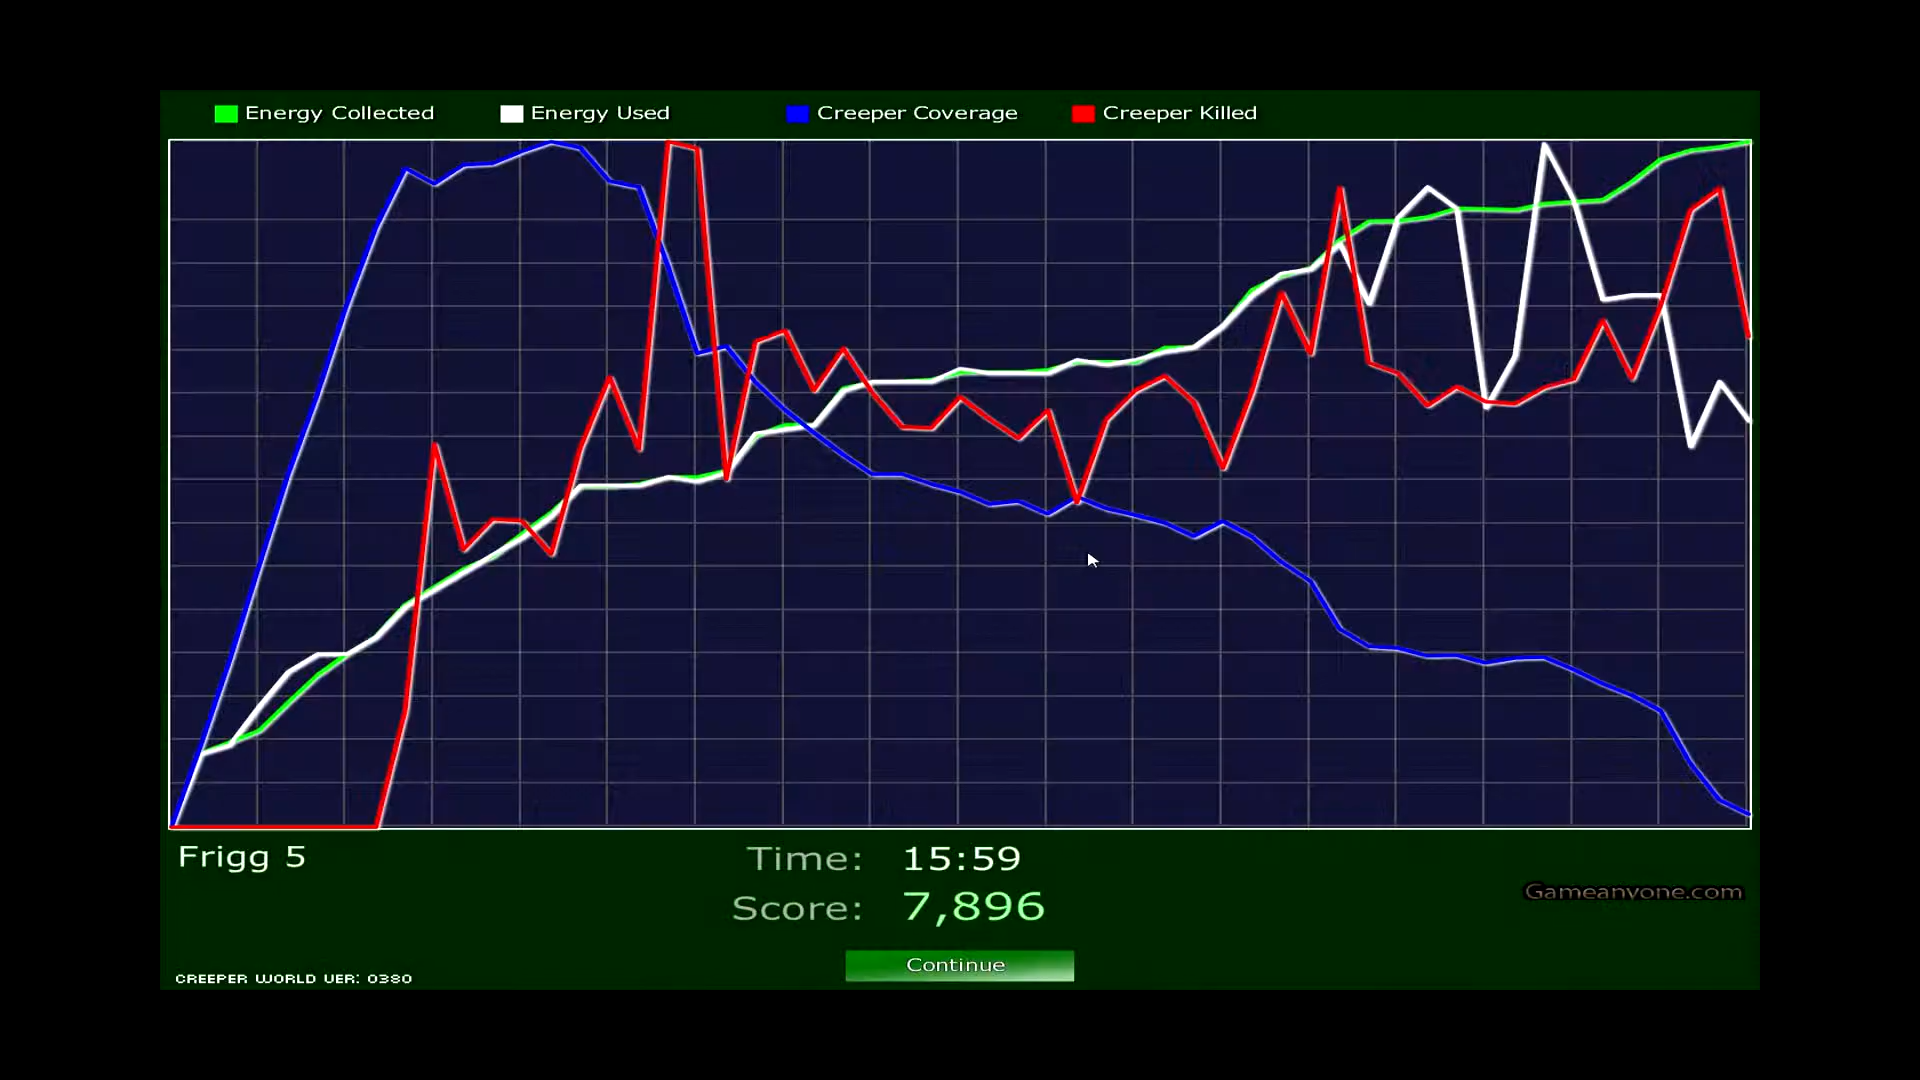 Energy Collected
Energy Used
Creeper Coverage
Creeper Killed
Frigg 5
Time: 15:59
Score: 7,896
Gameanyone.com
Continue
CREEPER WORLD VER: 0380